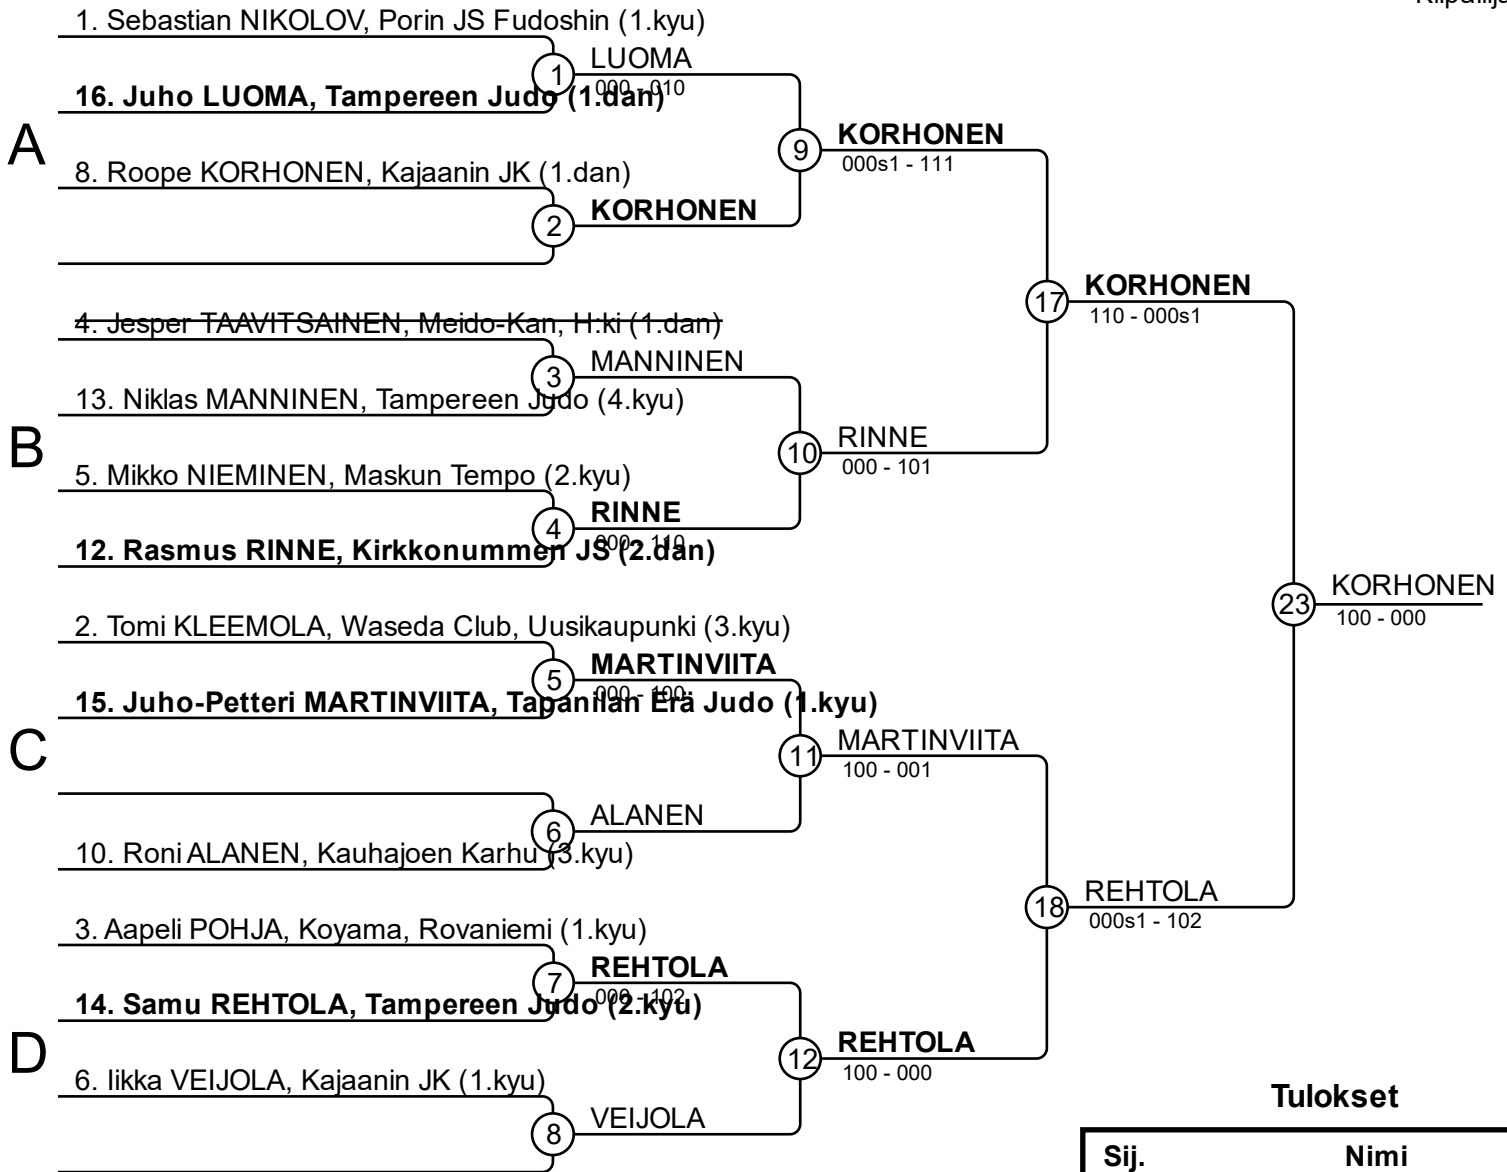 1. Sebastian NIKOLOV, Porin JS Fudoshin (1.kyu)
1
LUOMA
000 - 010
16. Juho LUOMA, Tampereen Judo (1.dan)
A
9
KORHONEN
000s1 - 111
8. Roope KORHONEN, Kajaanin JK (1.dan)
2
KORHONEN
17
KORHONEN
110 - 000s1
4. Jesper TAAVITSAINEN, Meido-Kan, H:ki (1.dan)
3
MANNINEN
13. Niklas MANNINEN, Tampereen Judo (4.kyu)
B
10
RINNE
000 - 101
5. Mikko NIEMINEN, Maskun Tempo (2.kyu)
4
RINNE
000 - 110
12. Rasmus RINNE, Kirkkonummen JS (2.dan)
23
KORHONEN
100 - 000
2. Tomi KLEEMOLA, Waseda Club, Uusikaupunki (3.kyu)
5
MARTINVIITA
000 - 100
15. Juho-Petteri MARTINVIITA, Tapanilan Erä Judo (1.kyu)
C
11
MARTINVIITA
100 - 001
6
ALANEN
10. Roni ALANEN, Kauhajoen Karhu (3.kyu)
18
REHTOLA
000s1 - 102
3. Aapeli POHJA, Koyama, Rovaniemi (1.kyu)
7
REHTOLA
000 - 102
14. Samu REHTOLA, Tampereen Judo (2.kyu)
D
12
REHTOLA
100 - 000
6. Iikka VEIJOLA, Kajaanin JK (1.kyu)
8
VEIJOLA
Tulokset
Sij. Nimi